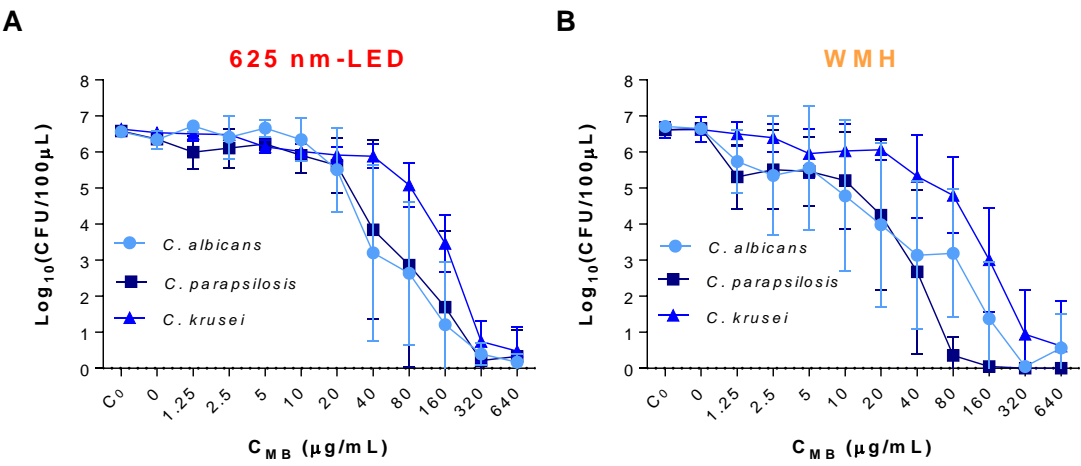 A
625 nm-LED
Log10(CFU/100µL)
8
7
6
5
4
3
2
1
0
C. albicans
C. parapsilosis
C. krusei
C0 0 1.25 2.5 5 10 20 40 80 160 320 640
CMB (µg/mL)
B
WMH
Log10(CFU/100µL)
8
7
6
5
4
3
2
1
0
C. albicans
C. parapsilosis
C. krusei
C0 0 1.25 2.5 5 10 20 40 80 160 320 640
CMB (µg/mL)